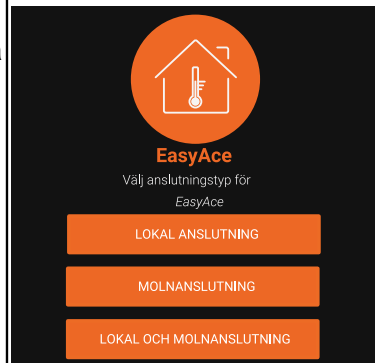 EasyAce
Välj anslutningstyp för
EasyAce
LOKAL ANSLUTNING
MOLNANSLUTNING
LOKAL OCH MOLNANSLUTNING